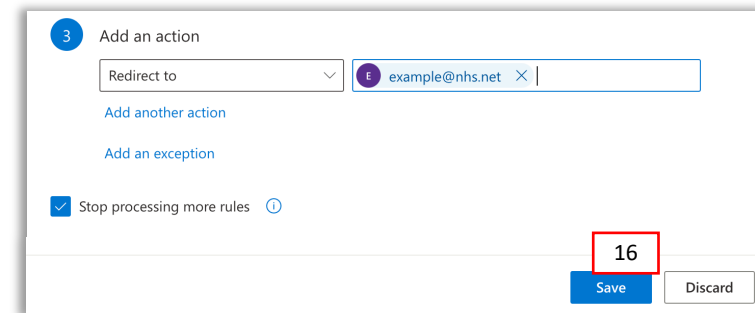 3 Add an action
Redirect to E example@nhs.net
Add another action
Add an exception
Stop processing more rules
16
Save Discard